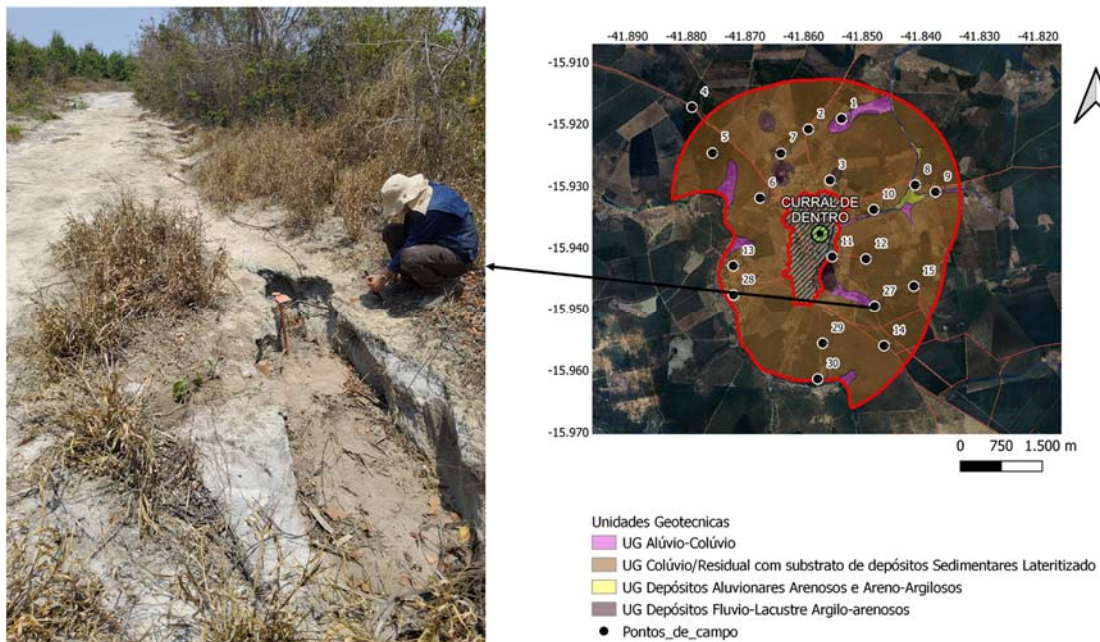 -41.890 -41.880 -41.870 -41.860 -41.850 -41.840 -41.830 -41.820
-15.910
-15.920
-15.930
-15.940
-15.950
-15.960
-15.970
4
1
2
5
7
3
8
9
6
10
CURRAL DE
DENTRO
11
12
13
28
15
27
29
14
30
0 750 1.500 m
Unidades Geotecnicas
UG Alúvio-Colúvio
UG Colúvio/Residual com substrato de depósitos Sedimentares Lateritizado
UG Depósitos Aluvionares Arenosos e Areno-Argilosos
UG Depósitos Fluvio-Lacustre Argilo-arenosos
Pontos_de_campo